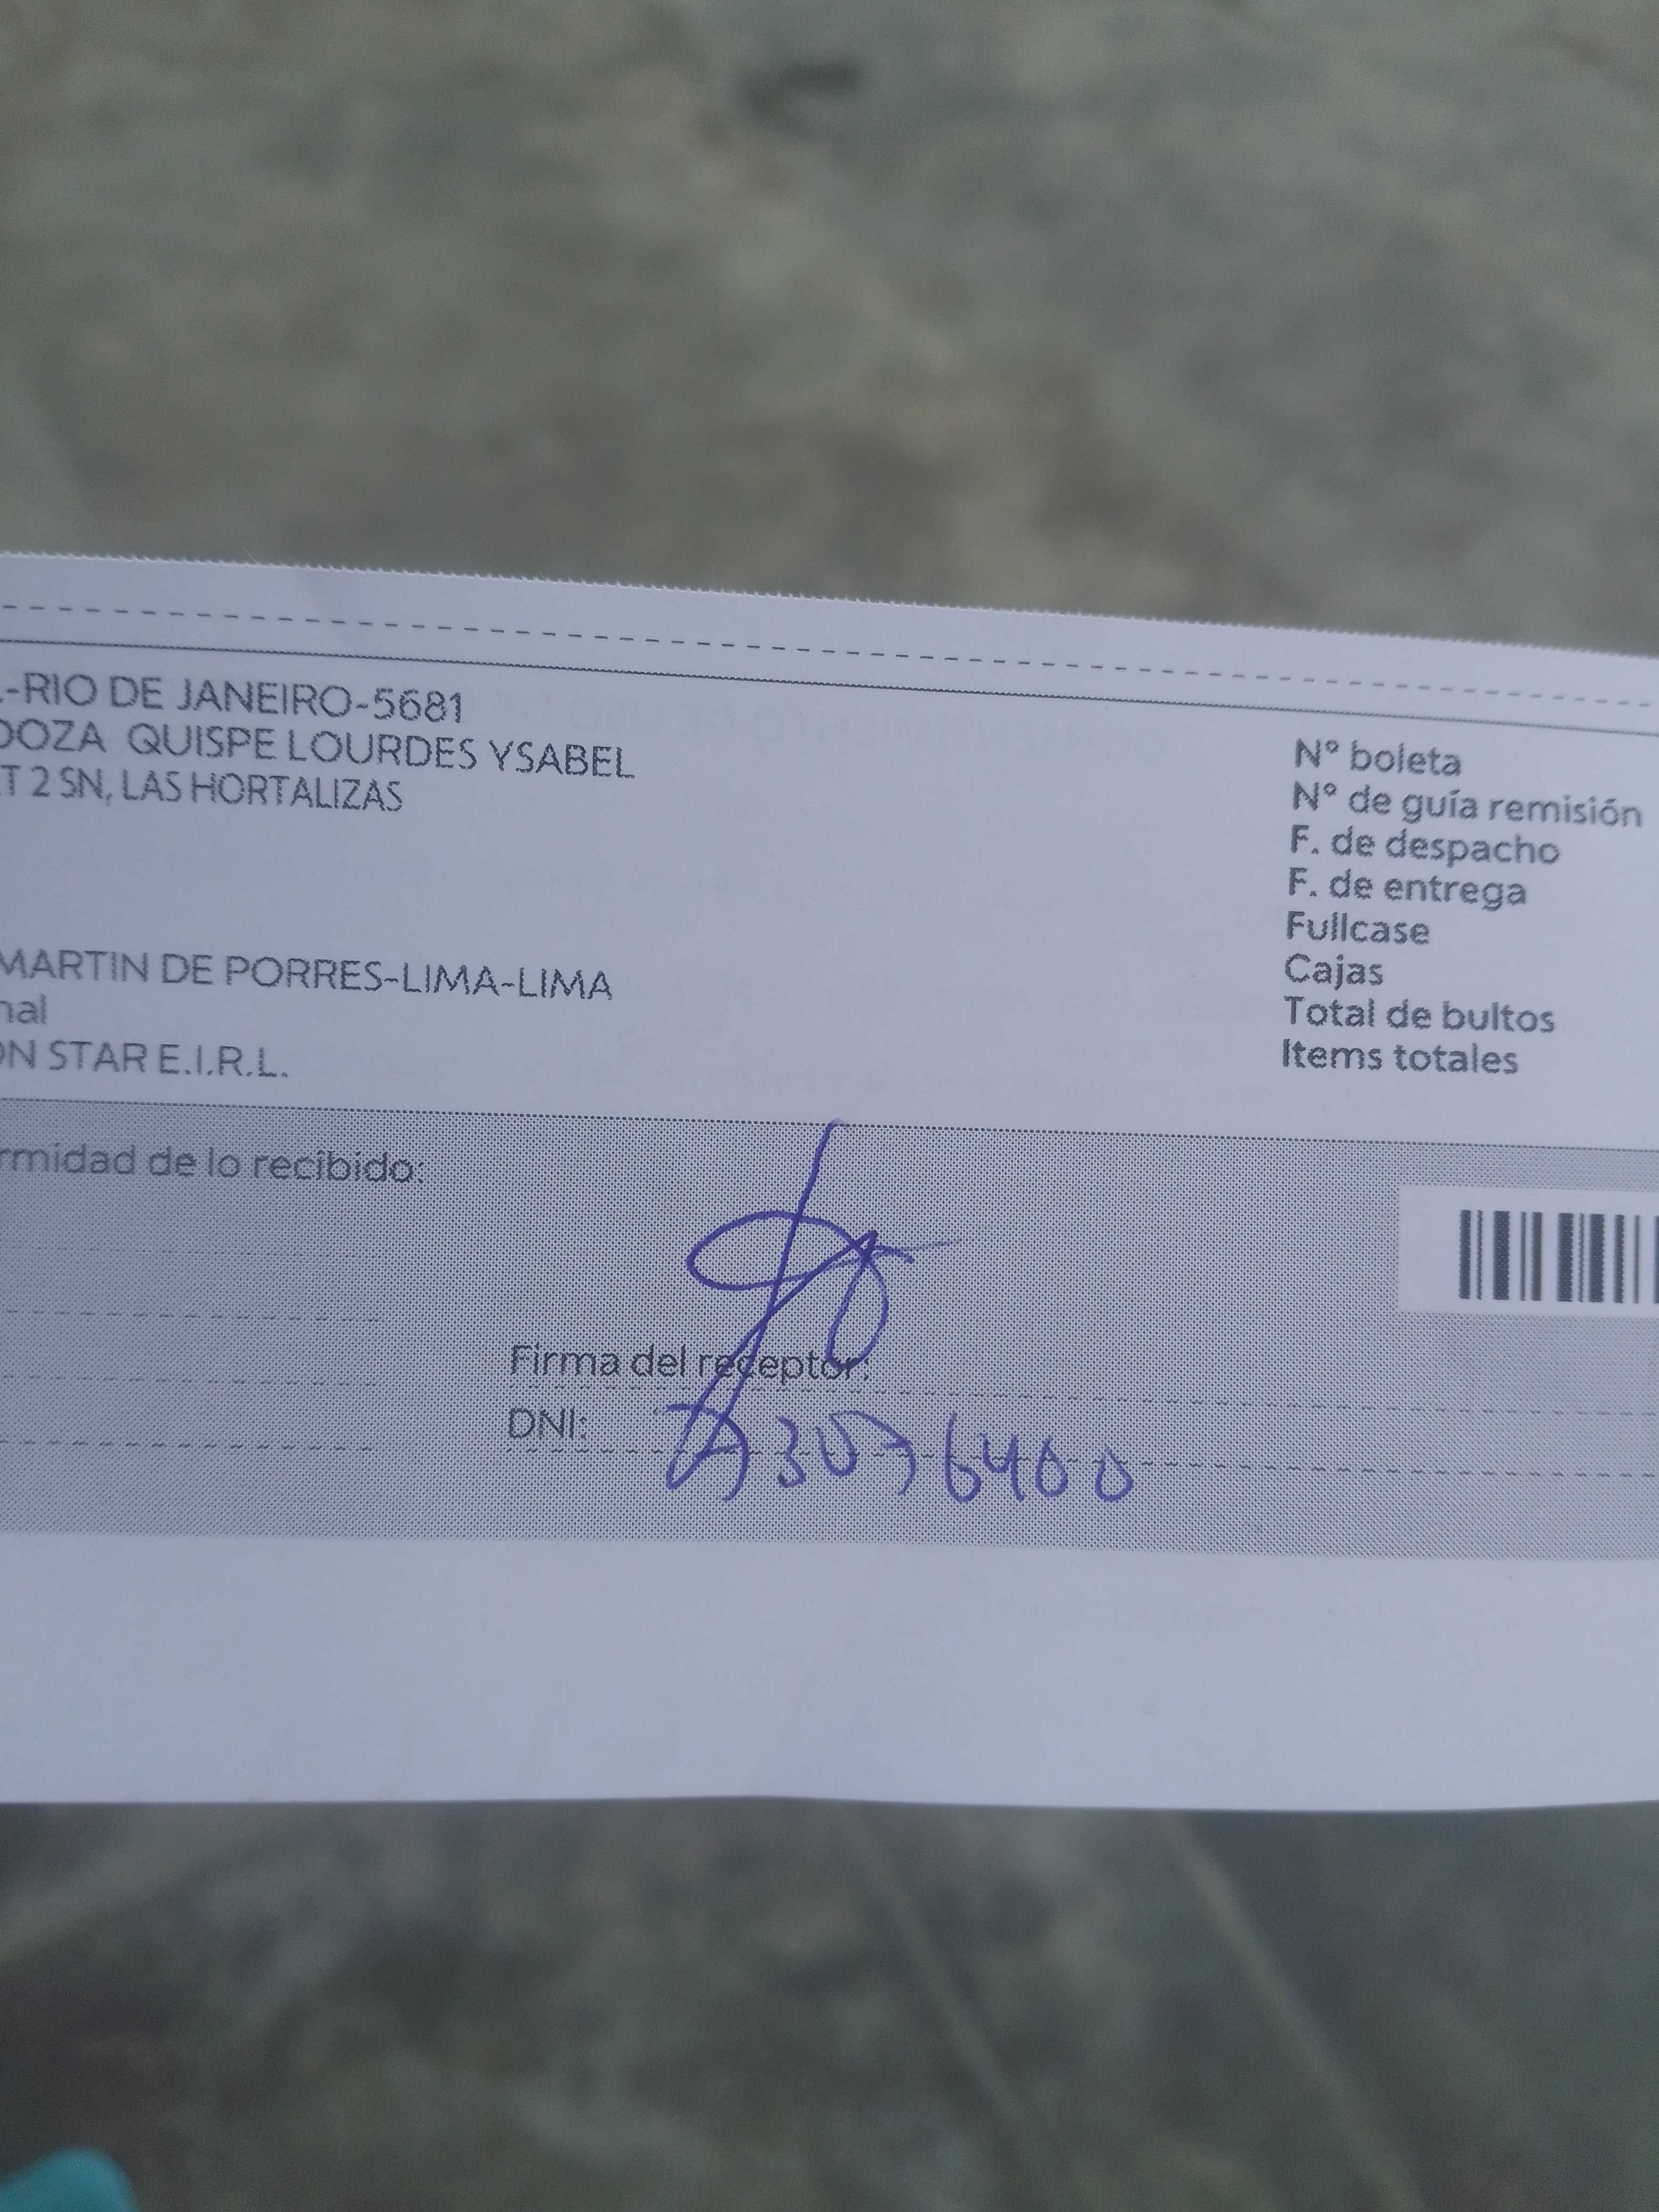 -RIO DE JANEIRO-5681
DOZA QUISPE LOURDES YSABEL
T 2 SN, LAS HORTALIZAS
MARTIN DE PORRES-LIMA-LIMA
nal
ON STAR E.I.R.L.
Nº boleta
Nº de guía remisión
F. de despacho
F. de entrega
Fullcase
Cajas
Total de bultos
Items totales
rmidad de lo recibido:
Firma del receptor:
DNI: